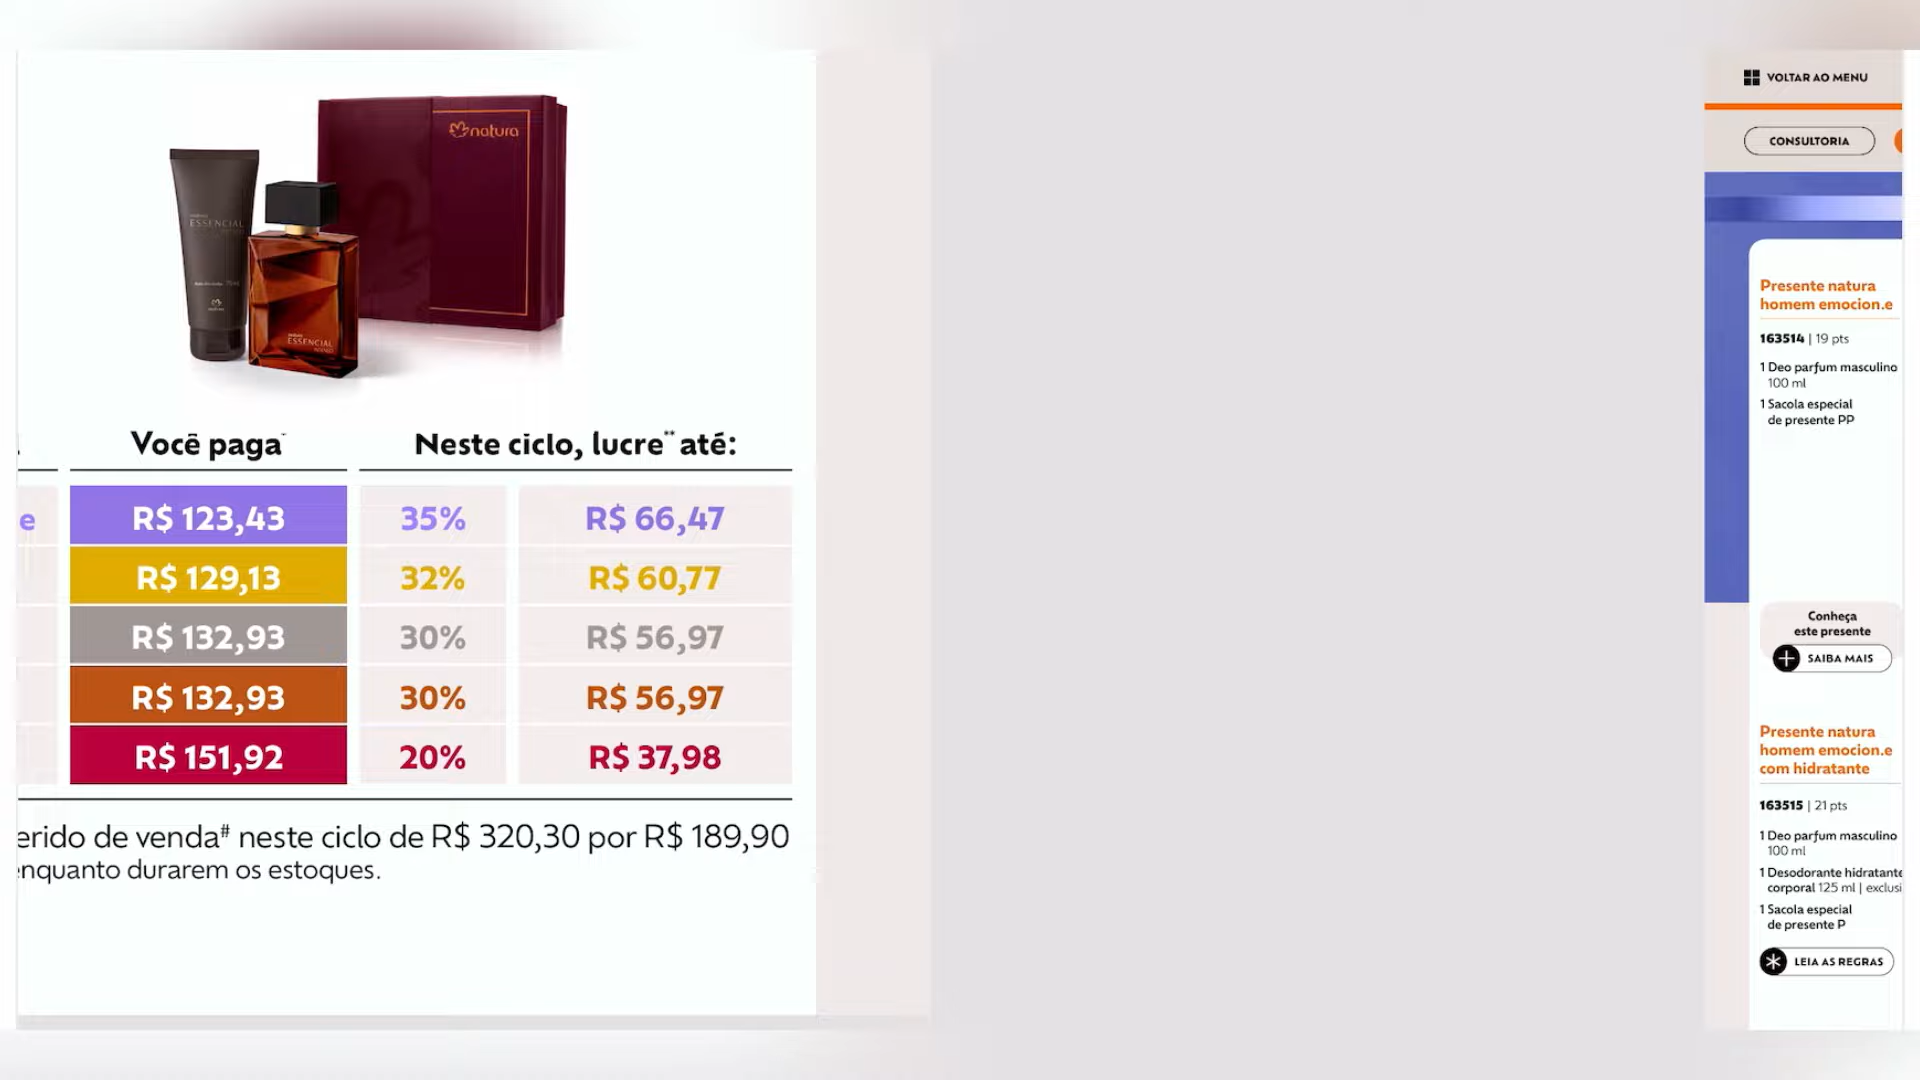 natura
ESSENCIAL
ESSENCIAL
Você paga*
Neste ciclo, lucre** até:
e
R$ 123,43
35%
R$ 66,47
R$ 129,13
32%
R$ 60,77
R$ 132,93
30%
R$ 56,97
R$ 132,93
30%
R$ 56,97
R$ 151,92
20%
R$ 37,98
erido de venda# neste ciclo de R$ 320,30 por R$ 189,90
enquanto durarem os estoques.
VOLTAR AO MENU
CONSULTORIA
Presente natura
homem emocion.e
163514 | 19 pts
1 Deo parfum masculino
100 ml
1 Sacola especial
de presente PP
Conheça
este presente
SAIBA MAIS
Presente natura
homem emocion.e
com hidratante
163515 | 21 pts
1 Deo parfum masculino
100 ml
1 Desodorante hidratante
corporal 125 ml | exclusi
1 Sacola especial
de presente P
LEIA AS REGRAS